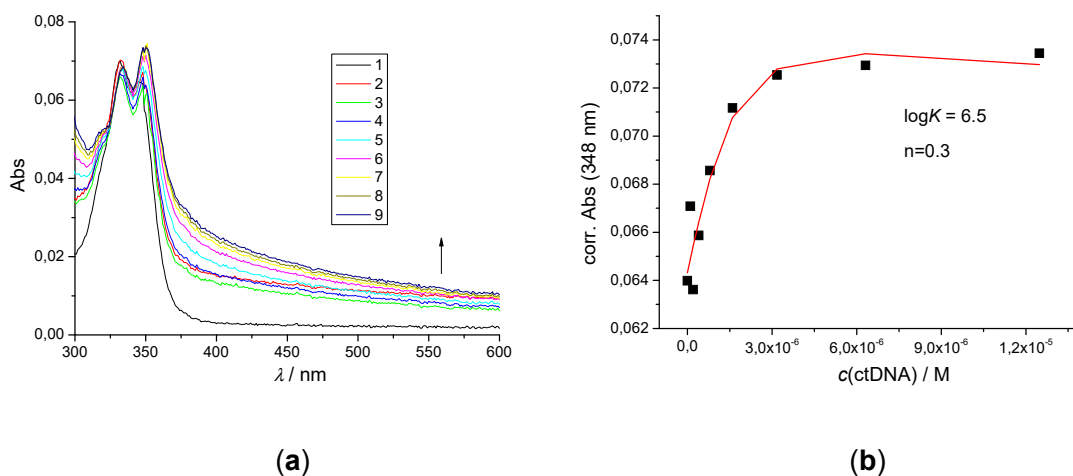 0,08
0,06
0,04
0,02
0,00
Abs
300
350
400
450
500
550
600
λ / nm
1
2
3
4
5
6
7
8
9
(a)
0,074
0,072
0,070
0,068
0,066
0,064
0,062
corr. Abs (348 nm)
logK = 6.5
n=0.3
0,0
3,0x10⁻⁶
6,0x10⁻⁶
9,0x10⁻⁶
1,2x10⁻⁵
c(ctDNA) / M
(b)